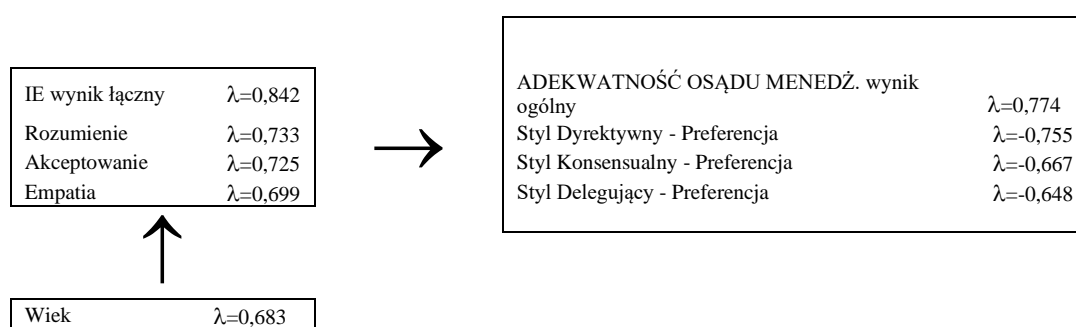 IE wynik łączny λ=0,842
Rozumienie λ=0,733
Akceptowanie λ=0,725
Empatia λ=0,699
ADEKWATNOŚĆ OSĄDU MENEDŻ. wynik
ogólny λ=0,774
Styl Dyrektywny - Preferencja λ=-0,755
Styl Konsensualny - Preferencja λ=-0,667
Styl Delegujący - Preferencja λ=-0,648
Wiek λ=0,683